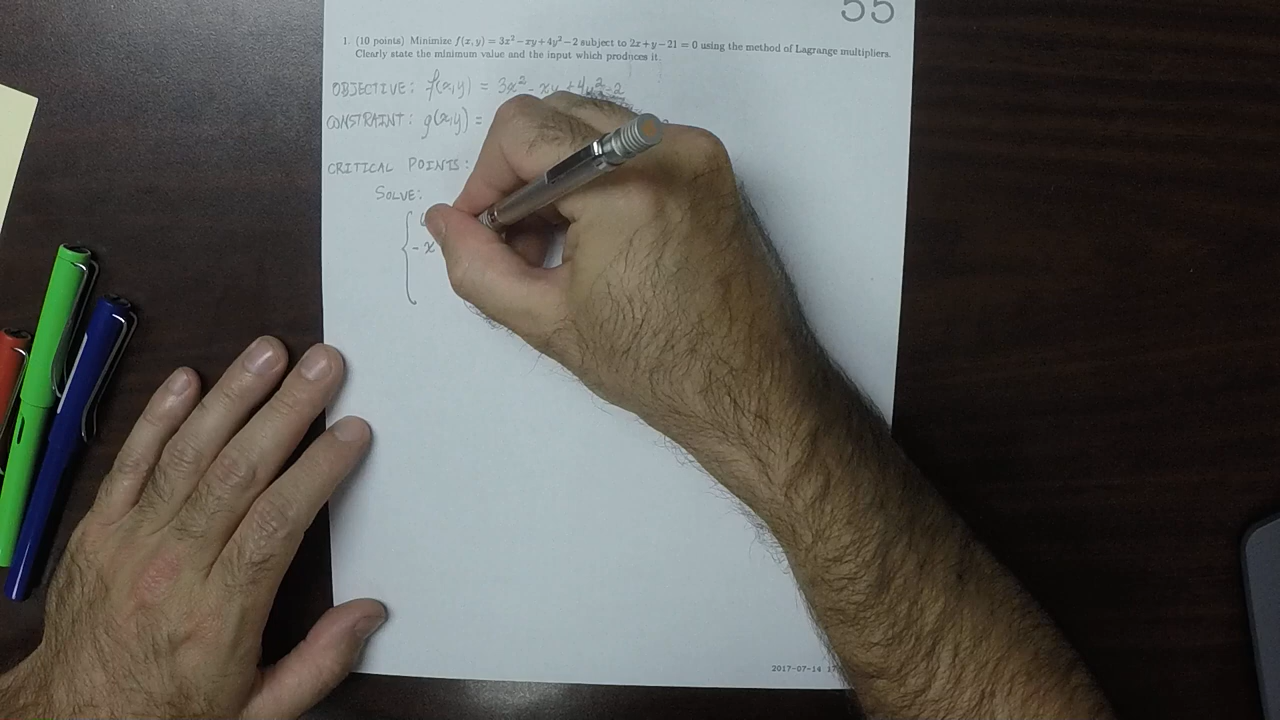 55
1. (10 points) Minimize f(x, y) = 3x² − xy + 4y² − 2 subject to 2x + y − 21 = 0 using the method of Lagrange multipliers.
Clearly state the minimum value and the input which produces it.
OBJECTIVE: f(x,y) = 3x² - xy +4y²-2
CONSTRAINT: g(x,y) =
CRITICAL POINTS:
SOLVE:
- x
2017-07-14